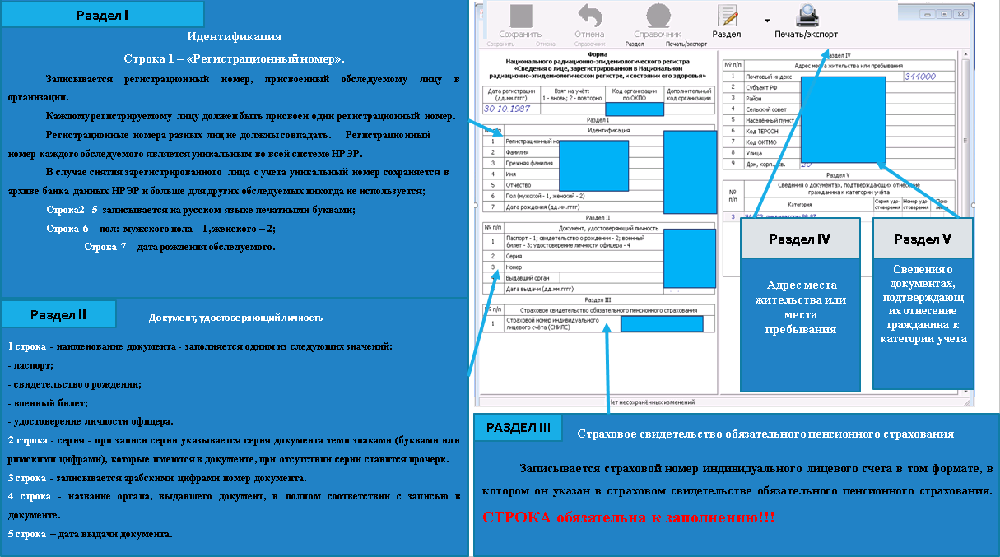 Раздел I
Идентификация
Строка 1 – «Регистрационный номер».
Записывается регистрационный номер, присвоенный обследуемому лицу в
организации.
Каждому регистрируемому лицу должен быть присвоен один регистрационный номер.
Регистрационные номера разных лиц не должны совпадать. Регистрационный
номер каждого обследуемого является уникальным во всей системе НРЭР.
В случае снятия зарегистрированного лица с учета уникальный номер сохраняется в
архиве банка данных НРЭР и больше для других обследуемых никогда не используется;
Строка2 -5 записывается на русском языке печатными буквами;
Строка 6 - пол: мужского пола - 1, женского – 2;
Строка 7 - дата рождения обследуемого.
Раздел II
Документ, удостоверяющий личность
1 строка - наименование документа - заполняется одним из следующих значений:
- паспорт;
- свидетельство о рождении;
- военный билет;
- удостоверение личности офицера.
2 строка - серия - при записи серии указывается серия документа теми знаками (буквами или
римскими цифрами), которые имеются в документе, при отсутствии серии ставится прочерк.
3 строка - записывается арабскими цифрами номер документа.
4 строка - название органа, выдавшего документ, в полном соответствии с записью в
документе.
5 строка – дата выдачи документа.
Сохранить Отмена Справочник Раздел Печать/экспорт
Сохранить Отмена Справочник Раздел Печать/экспорт
Форма
Национального радиационно-эпидемиологического регистра
«Сведения о лице, зарегистрированном в Национальном
радиационно-эпидемиологическом регистре, и состоянии его здоровья»
Дата регистрации (дд.мм.гггг)
Взят на учёт: 1 - вновь; 2 - повторно
Код организации по ОКПО
Дополнительный код организации
30.10.1987
Раздел I
№ п/п Идентификация
1 Регистрационный но
2 Фамилия
3 Прежняя фамилия
4 Имя
5 Отчество
6 Пол (мужской - 1, женский - 2)
7 Дата рождения (дд.мм.гггг)
Раздел II
№ п/п Документ, удостоверяющий личность
1 Паспорт - 1; свидетельство о рождении - 2; военный
билет - 3; удостоверение личности офицера - 4
2 Серия
3 Номер
Выдавший орган
Дата выдачи (дд.мм.гггг)
Раздел III
№ п/п Страховое свидетельство обязательного пенсионного страхования
1 Страховой номер индивидуального
лицевого счёта (СНИЛС)
Раздел IV
№ п/п Адрес места жительства или пребывания
1 Почтовый индекс 344000
2 Субъект РФ
3 Район
4 Сельский совет
5 Населённый пункт
6 Код ТЕРСОН
7 Код ОКТМО
8 Улица
9 Дом, корп., кв. 20
Раздел V
№ п/п
Сведения о документах, подтверждающих отнесение
гражданина к категории учёта
Категория
Серия удо-
стоверения
Номер удо-
стоверения
3
Нет несохранённых изменений
Раздел IV
Адрес места
жительства или
места
пребывания
Раздел V
Сведения о
документах,
подтверждающ
их отнесение
гражданина к
категории учета
РАЗДЕЛ III
Страховое свидетельство обязательного пенсионного страхования
Записывается страховой номер индивидуального лицевого счета в том формате, в
котором он указан в страховом свидетельстве обязательного пенсионного страхования.
СТРОКА обязательна к заполнению!!!